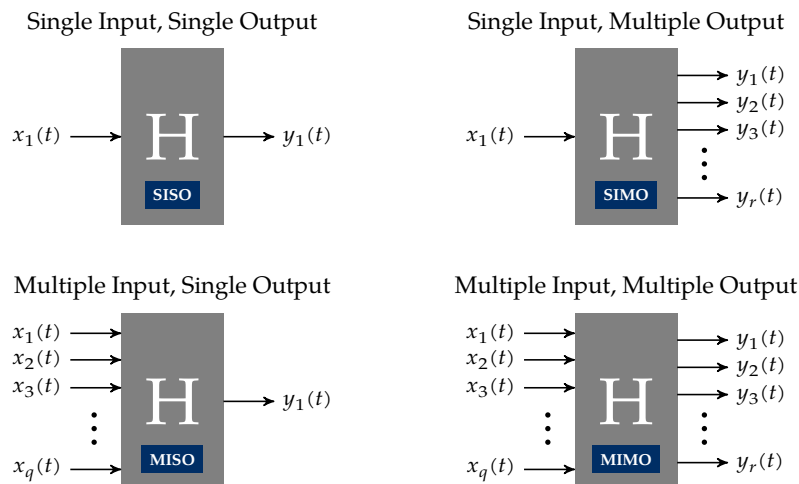 Single Input, Single Output
x₁(t)
H
SISO
y₁(t)
Single Input, Multiple Output
x₁(t)
H
SIMO
y₁(t)
y₂(t)
y₃(t)
⋮
yᵣ(t)
Multiple Input, Single Output
x₁(t)
x₂(t)
x₃(t)
⋮
x_q(t)
H
MISO
y₁(t)
Multiple Input, Multiple Output
x₁(t)
x₂(t)
x₃(t)
⋮
x_q(t)
H
MIMO
y₁(t)
y₂(t)
y₃(t)
⋮
yᵣ(t)